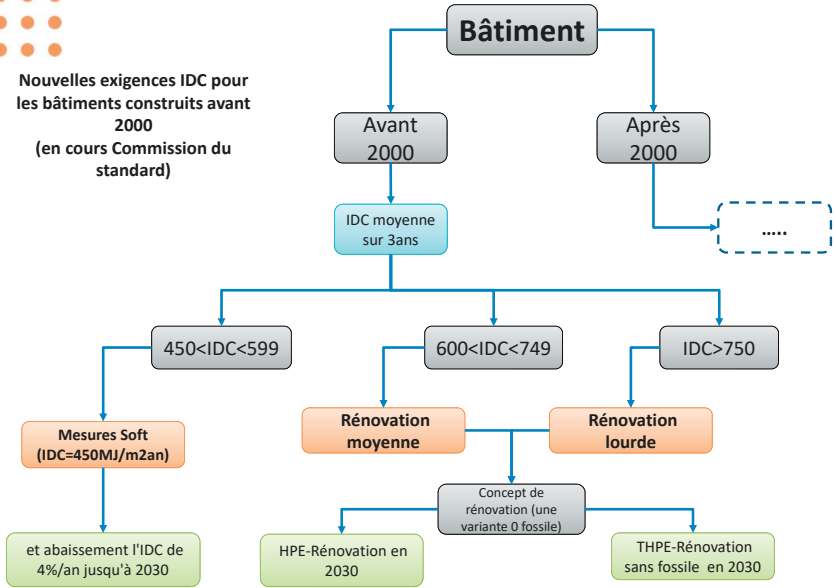 Bâtiment
Nouvelles exigences IDC pour
les bâtiments construits avant
2000
(en cours Commission du
standard)
Avant
2000
Après
2000
IDC moyenne
sur 3ans
.....
450<IDC<599
600<IDC<749
IDC>750
Mesures Soft
(IDC=450MJ/m2an)
Rénovation
moyenne
Rénovation
lourde
Concept de
rénovation (une
variante 0 fossile)
et abaissement l'IDC de
4%/an jusqu'à 2030
HPE-Rénovation en
2030
THPE-Rénovation
sans fossile en 2030